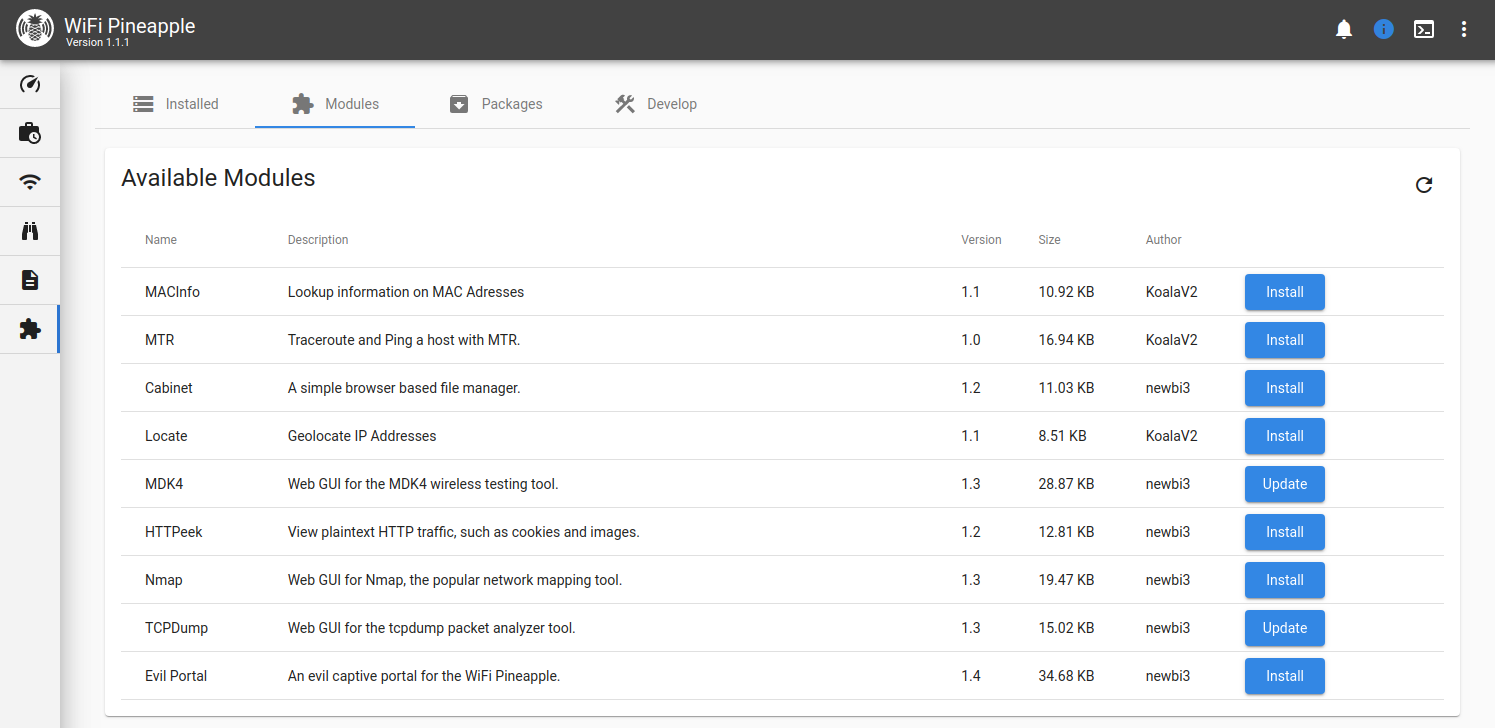 WiFi Pineapple
Version 1.1.1
Installed Modules Packages Develop
Available Modules
Name Description Version Size Author
MACInfo Lookup information on MAC Adresses 1.1 10.92 KB KoalaV2 Install
MTR Traceroute and Ping a host with MTR. 1.0 16.94 KB KoalaV2 Install
Cabinet A simple browser based file manager. 1.2 11.03 KB newbi3 Install
Locate Geolocate IP Addresses 1.1 8.51 KB KoalaV2 Install
MDK4 Web GUI for the MDK4 wireless testing tool. 1.3 28.87 KB newbi3 Update
HTTPeek View plaintext HTTP traffic, such as cookies and images. 1.2 12.81 KB newbi3 Install
Nmap Web GUI for Nmap, the popular network mapping tool. 1.3 19.47 KB newbi3 Install
TCPDump Web GUI for the tcpdump packet analyzer tool. 1.3 15.02 KB newbi3 Update
Evil Portal An evil captive portal for the WiFi Pineapple. 1.4 34.68 KB newbi3 Install